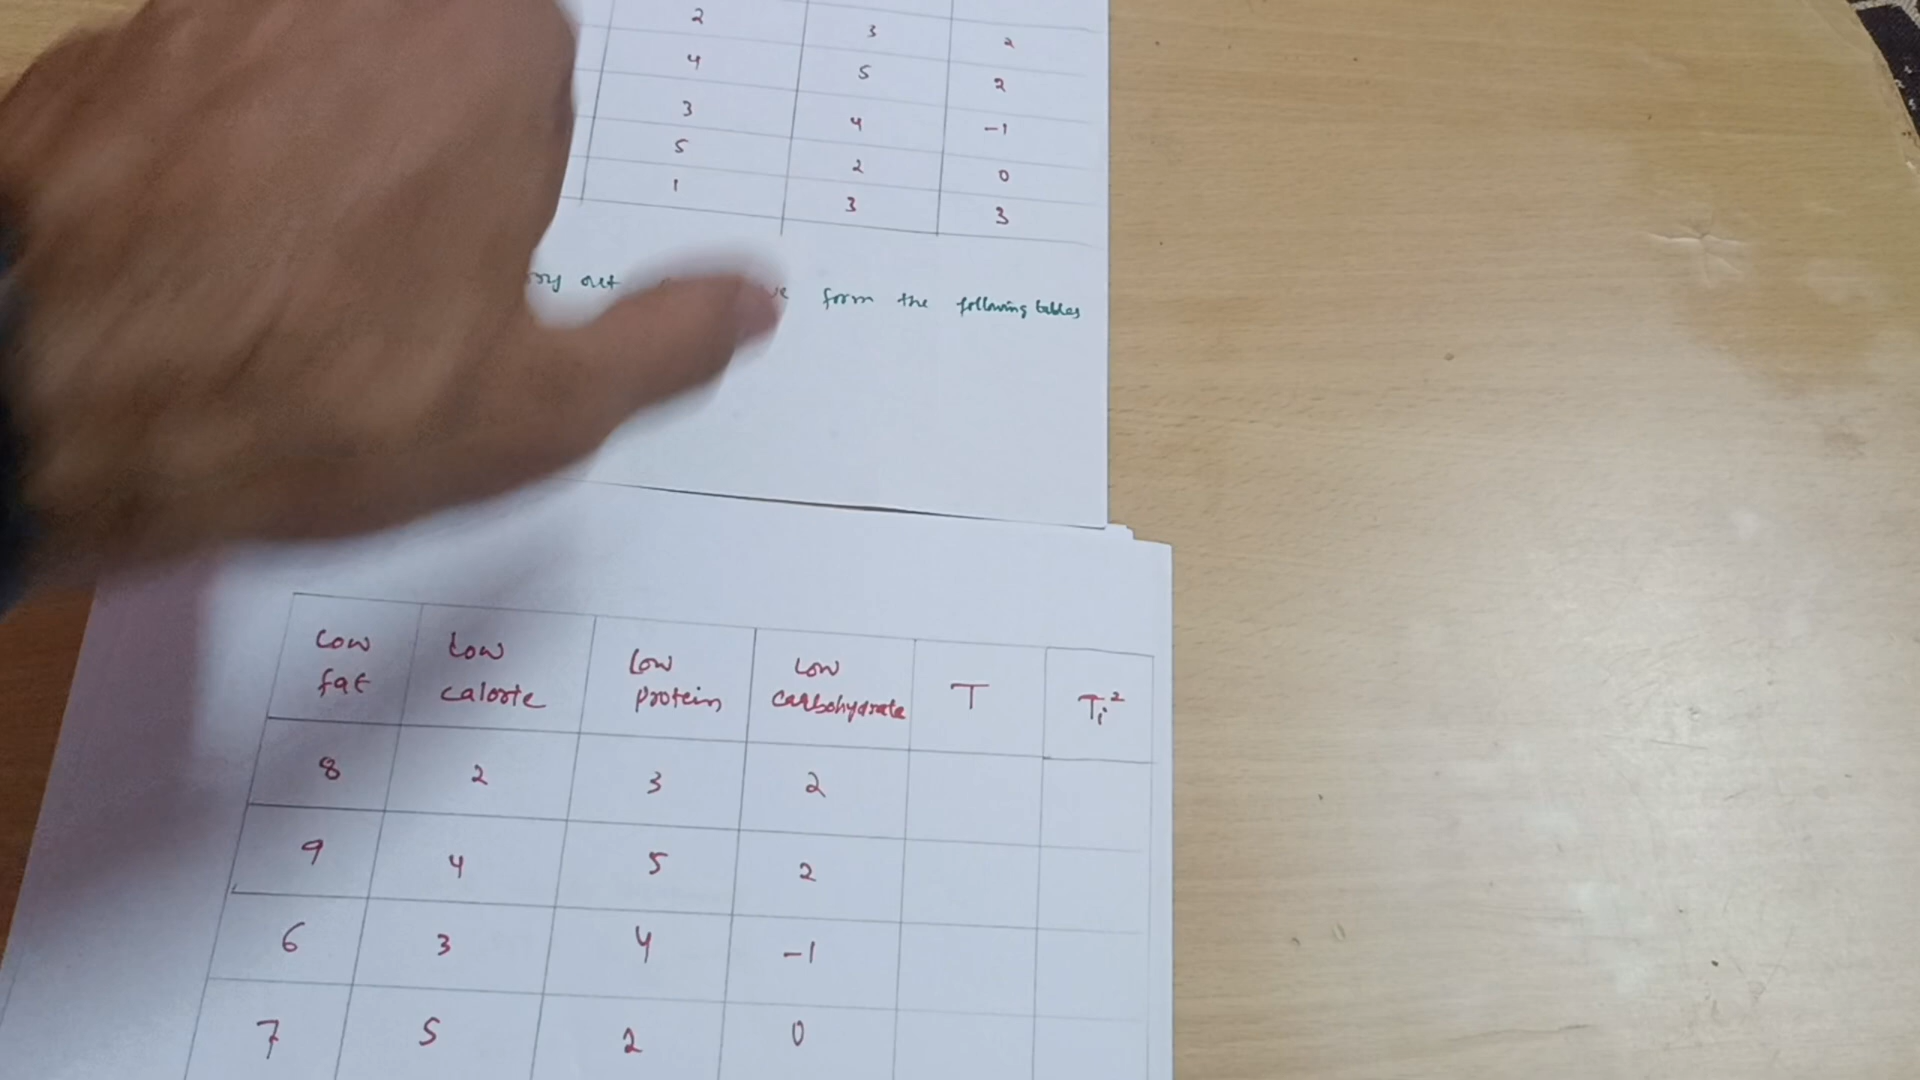 2 3 2
4 5 2
3 4 -1
5 2 0
1 3 3
out form the following tables
Low fat Low calorie Low protein Low carbohydrate T Ti²
8 2 3 2
9 4 5 2
6 3 4 -1
7 5 2 0